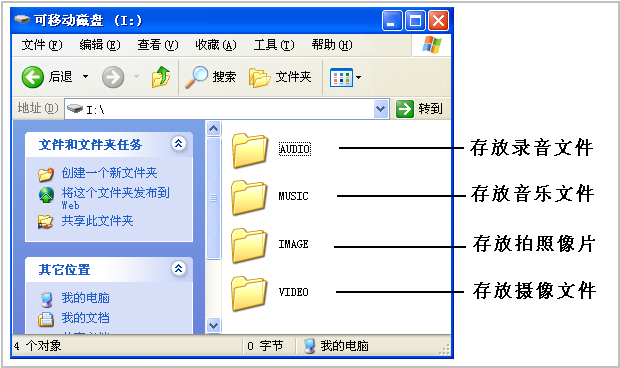 可移动磁盘 (I:)
文件(F) 编辑(E) 查看(V) 收藏(A) 工具(T) 帮助(H)
后退 搜索 文件夹
地址(D) I:\ 转到
文件和文件夹任务
创建一个新文件夹
将这个文件夹发布到
Web
共享此文件夹
其它位置
我的电脑
我的文档
AUDIO 存放录音文件
MUSIC 存放音乐文件
IMAGE 存放拍照像片
VIDEO 存放摄像文件
4 个对象 0 字节 我的电脑